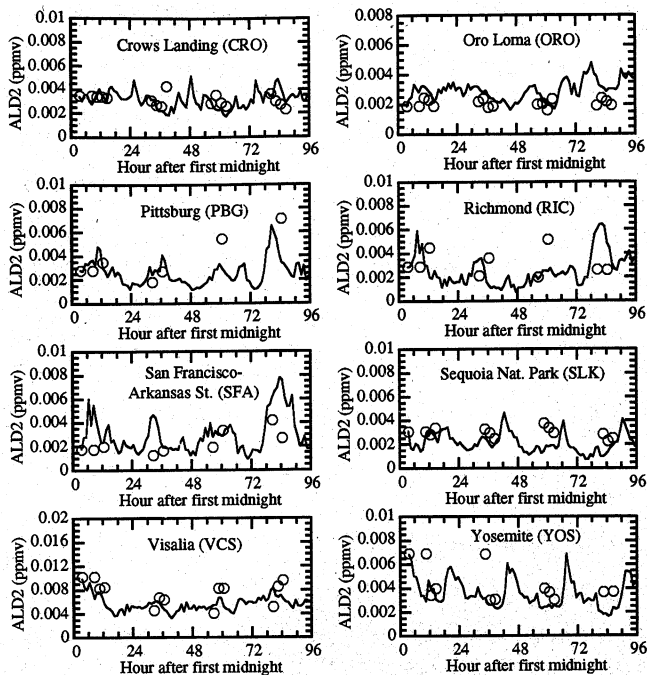 Crows Landing (CRO)
ALD2 (ppmv)
0.01
0.008
0.006
0.004
0.002
0
0 24 48 72 96
Hour after first midnight
Oro Loma (ORO)
ALD2 (ppmv)
0.008
0.006
0.004
0.002
0
0 24 48 72 96
Hour after first midnight
Pittsburg (PBG)
ALD2 (ppmv)
0.01
0.008
0.006
0.004
0.002
0
0 24 48 72 96
Hour after first midnight
Richmond (RIC)
ALD2 (ppmv)
0.01
0.008
0.006
0.004
0.002
0
0 24 48 72 96
Hour after first midnight
San Francisco-
Arkansas St. (SFA)
ALD2 (ppmv)
0.01
0.008
0.006
0.004
0.002
0
0 24 48 72 96
Hour after first midnight
Sequoia Nat. Park (SLK)
ALD2 (ppmv)
0.01
0.008
0.006
0.004
0.002
0
0 24 48 72 96
Hour after first midnight
Visalia (VCS)
ALD2 (ppmv)
0.02
0.016
0.012
0.008
0.004
0
0 24 48 72 96
Hour after first midnight
Yosemite (YOS)
ALD2 (ppmv)
0.01
0.008
0.006
0.004
0.002
0
0 24 48 72 96
Hour after first midnight